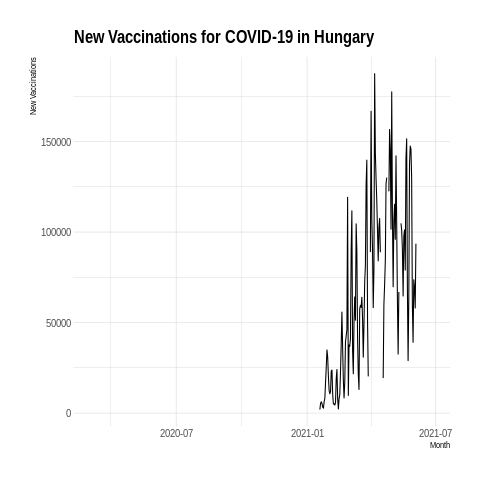 New Vaccinations for COVID-19 in Hungary
New Vaccinations
150000
100000
50000
0
2020-07
2021-01
2021-07
Month